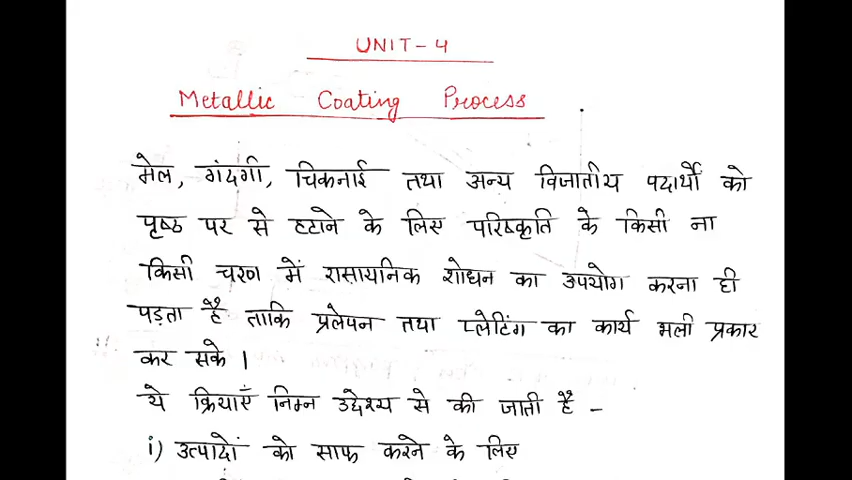 UNIT-4
Metallic Coating Process
मेल, गंदगी, चिकनाई तथा अन्य विजातीय पदार्थो को
पृष्ठ पर से हटाने के लिए परिष्कृति के किसी ना
किसी चरण में रासायनिक शोधन का उपयोग करना ही
पड़ता है ताकि प्रलेपन तथा प्लेटिंग का कार्य भली प्रकार
कर सके ।
ये क्रियाएँ निम्न उद्देश्य से की जाती है -
i) उत्पादों को साफ करने के लिए